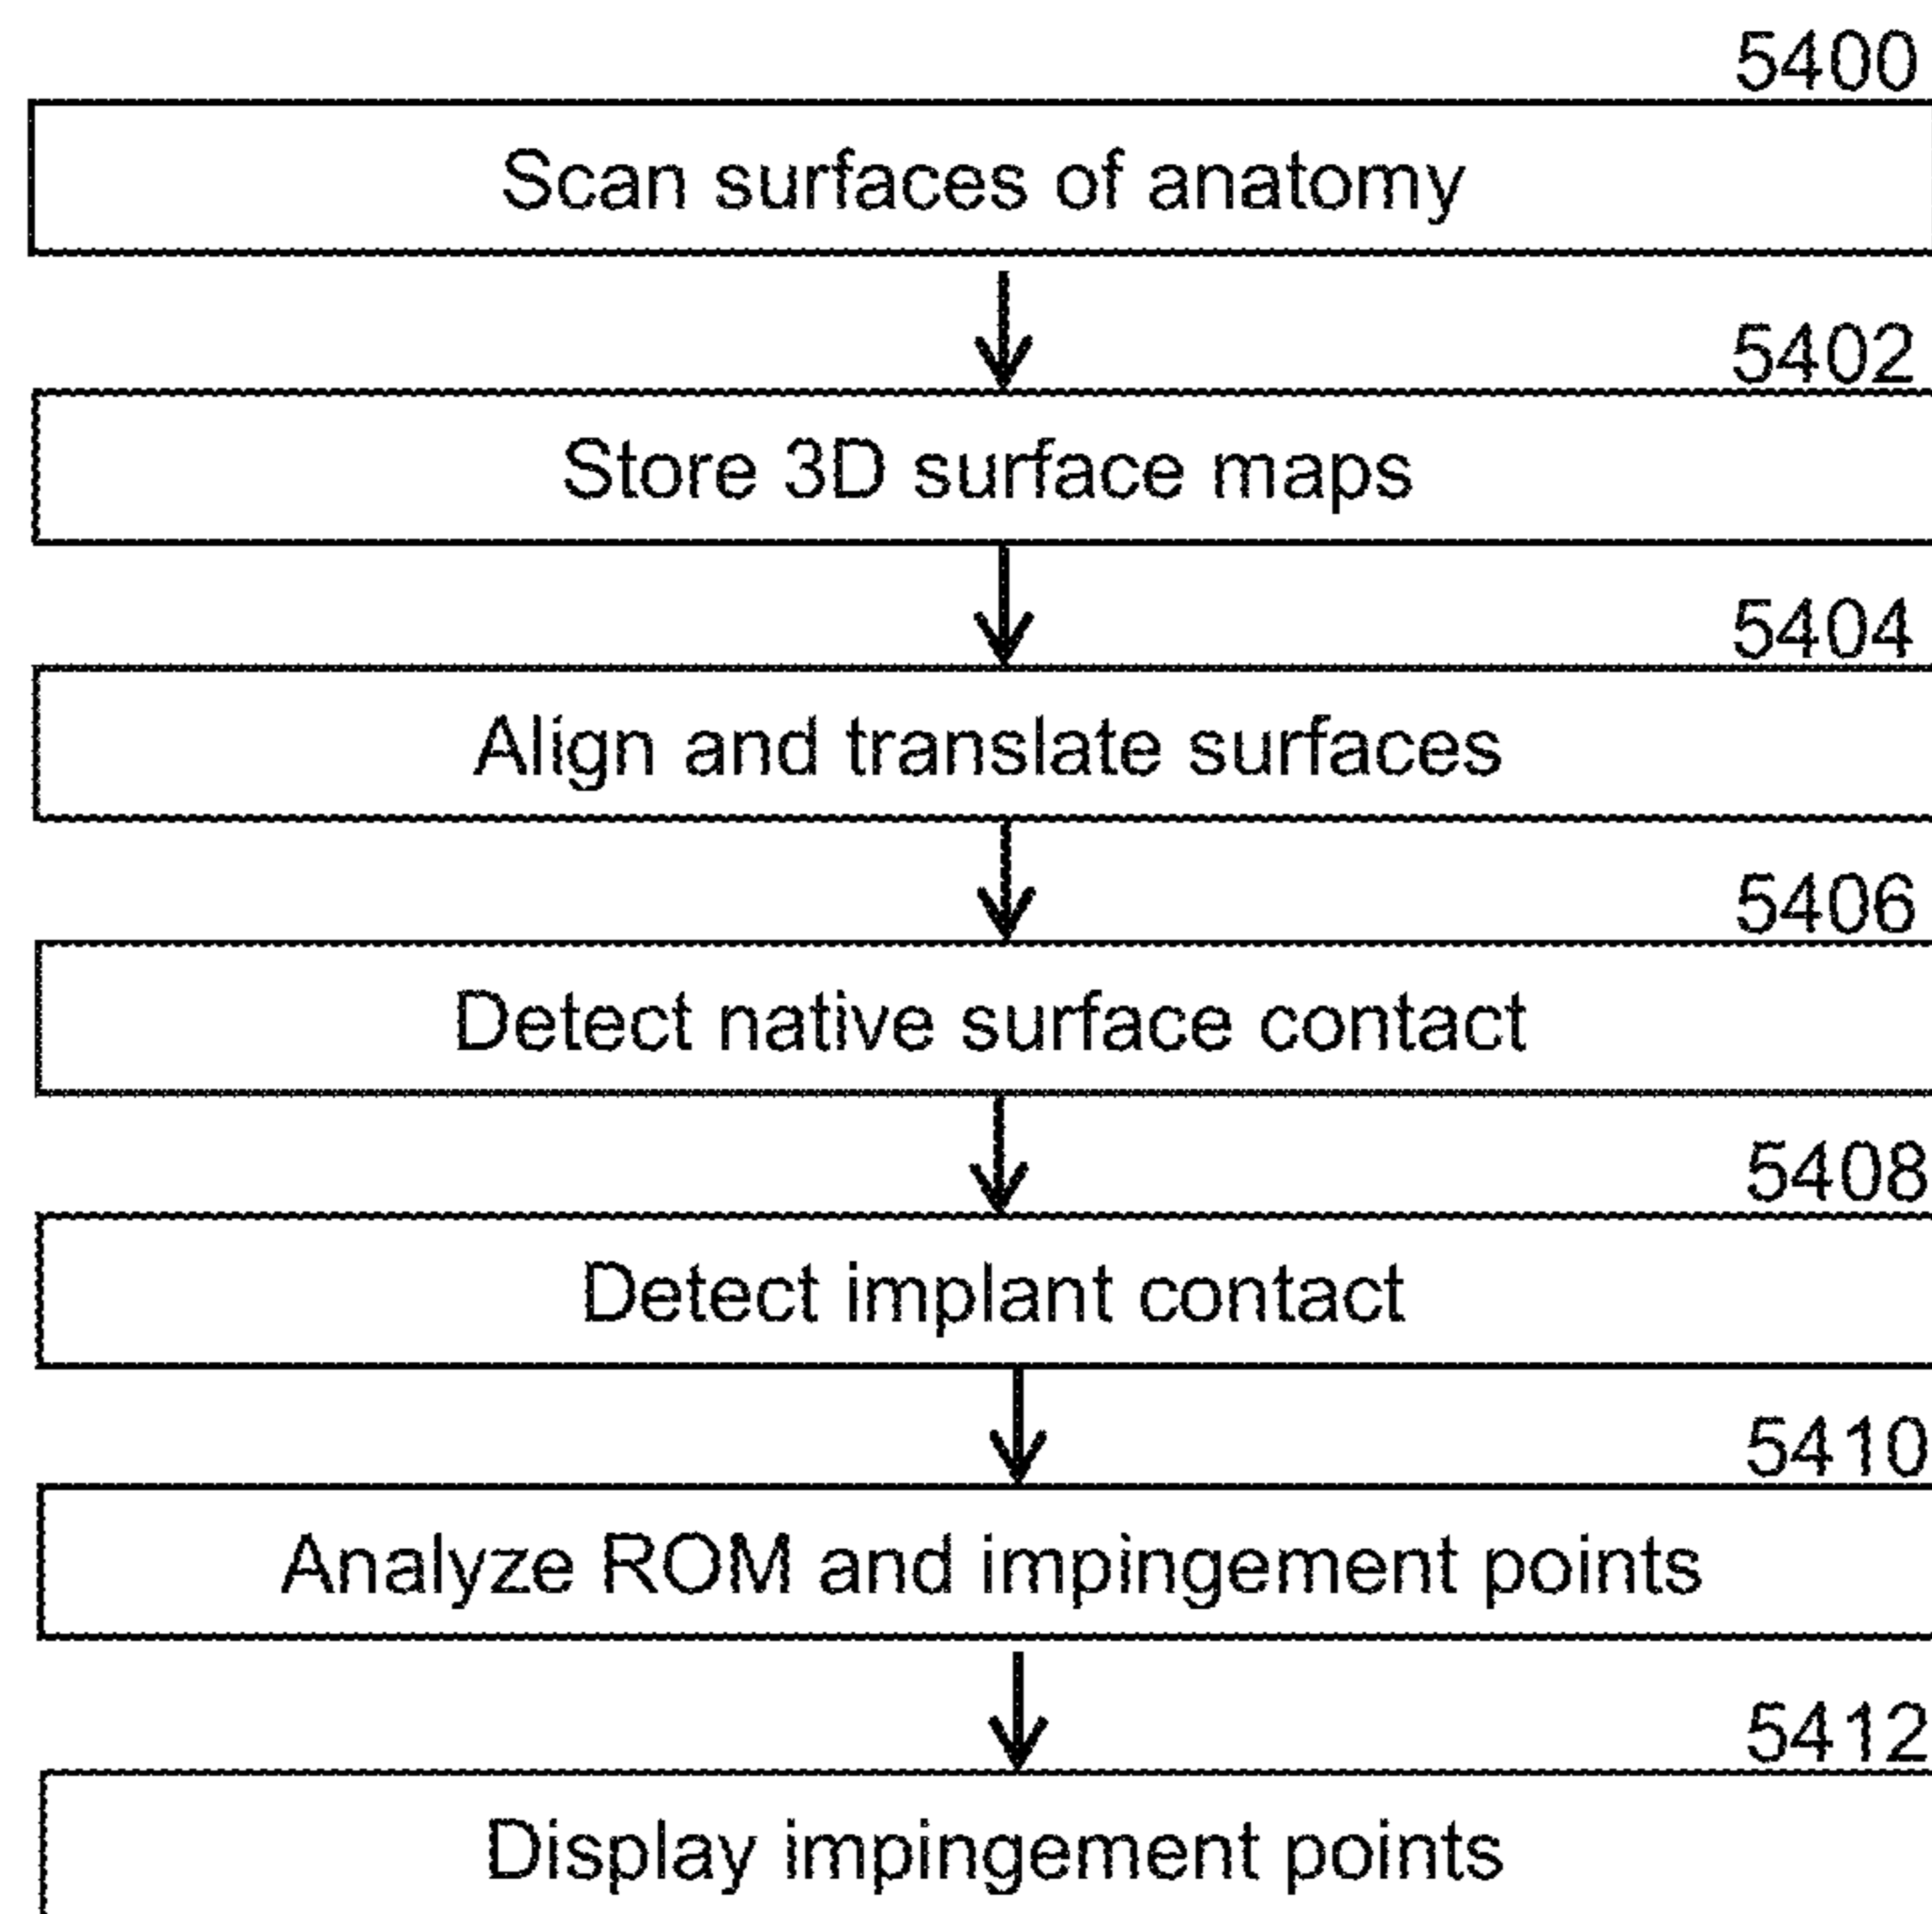 5400
Scan surfaces of anatomy
5402
Store 3D surface maps
5404
Align and translate surfaces
5406
Detect native surface contact
5408
Detect implant contact
5410
Analyze ROM and impingement points
5412
Display impingement points